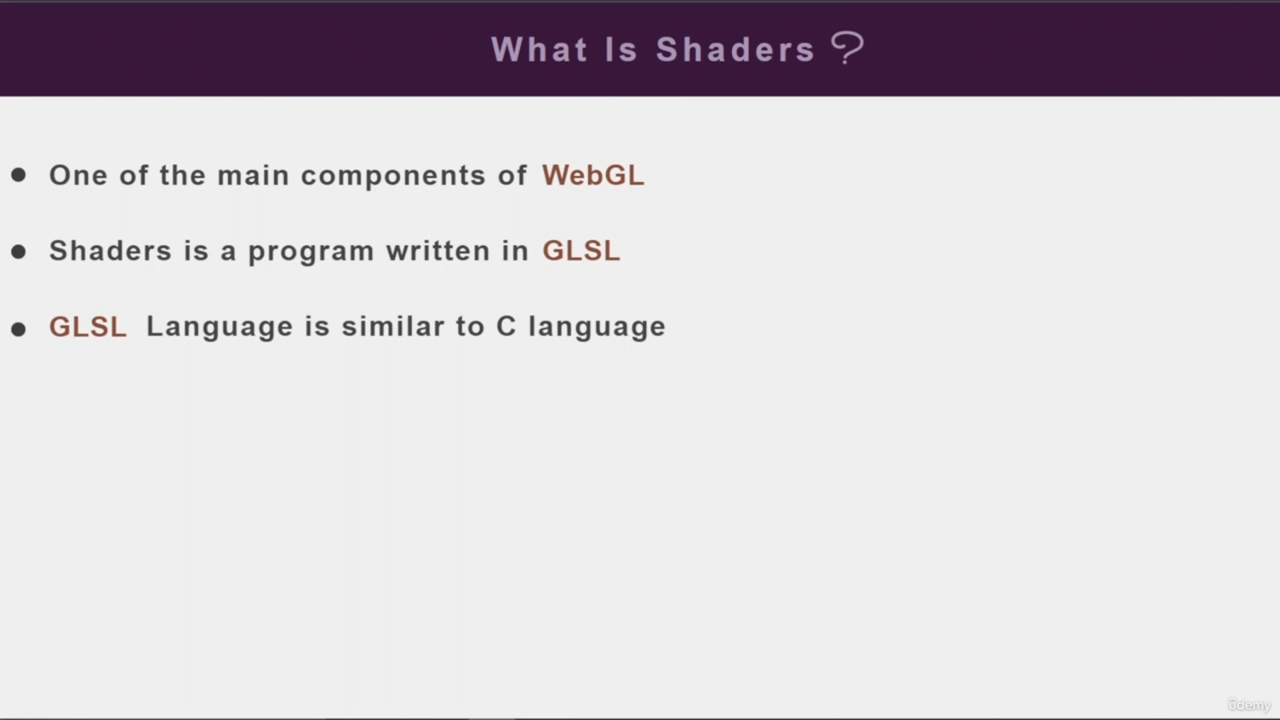 What Is Shaders ?
One of the main components of WebGL
Shaders is a program written in GLSL
GLSL Language is similar to C language
ûdemy